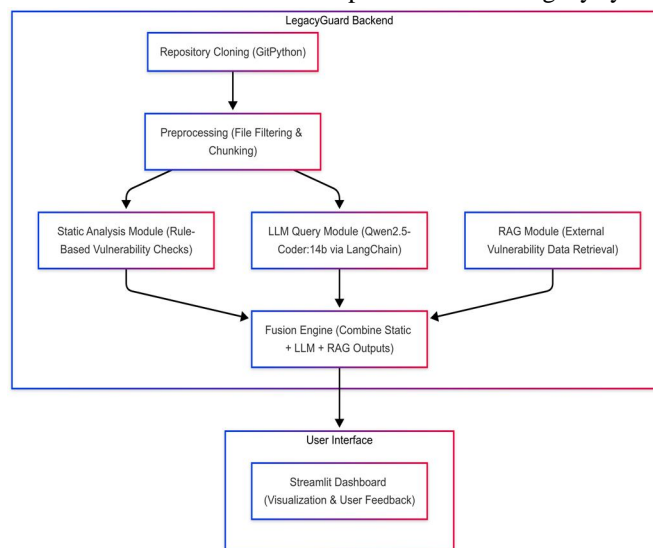 LegacyGuard Backend
Repository Cloning (GitPython)
Preprocessing (File Filtering &
Chunking)
Static Analysis Module (Rule-
Based Vulnerability Checks)
LLM Query Module (Qwen2.5-
Coder:14b via LangChain)
RAG Module (External
Vulnerability Data Retrieval)
Fusion Engine (Combine Static
+ LLM + RAG Outputs)
User Interface
Streamlit Dashboard
(Visualization & User Feedback)